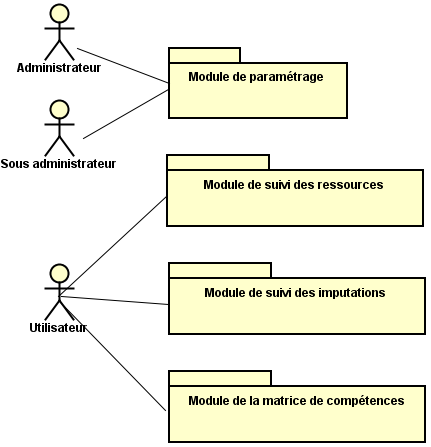 Administrateur
Module de paramétrage
Sous administrateur
Module de suivi des ressources
Module de suivi des imputations
Utilisateur
Module de la matrice de compétences